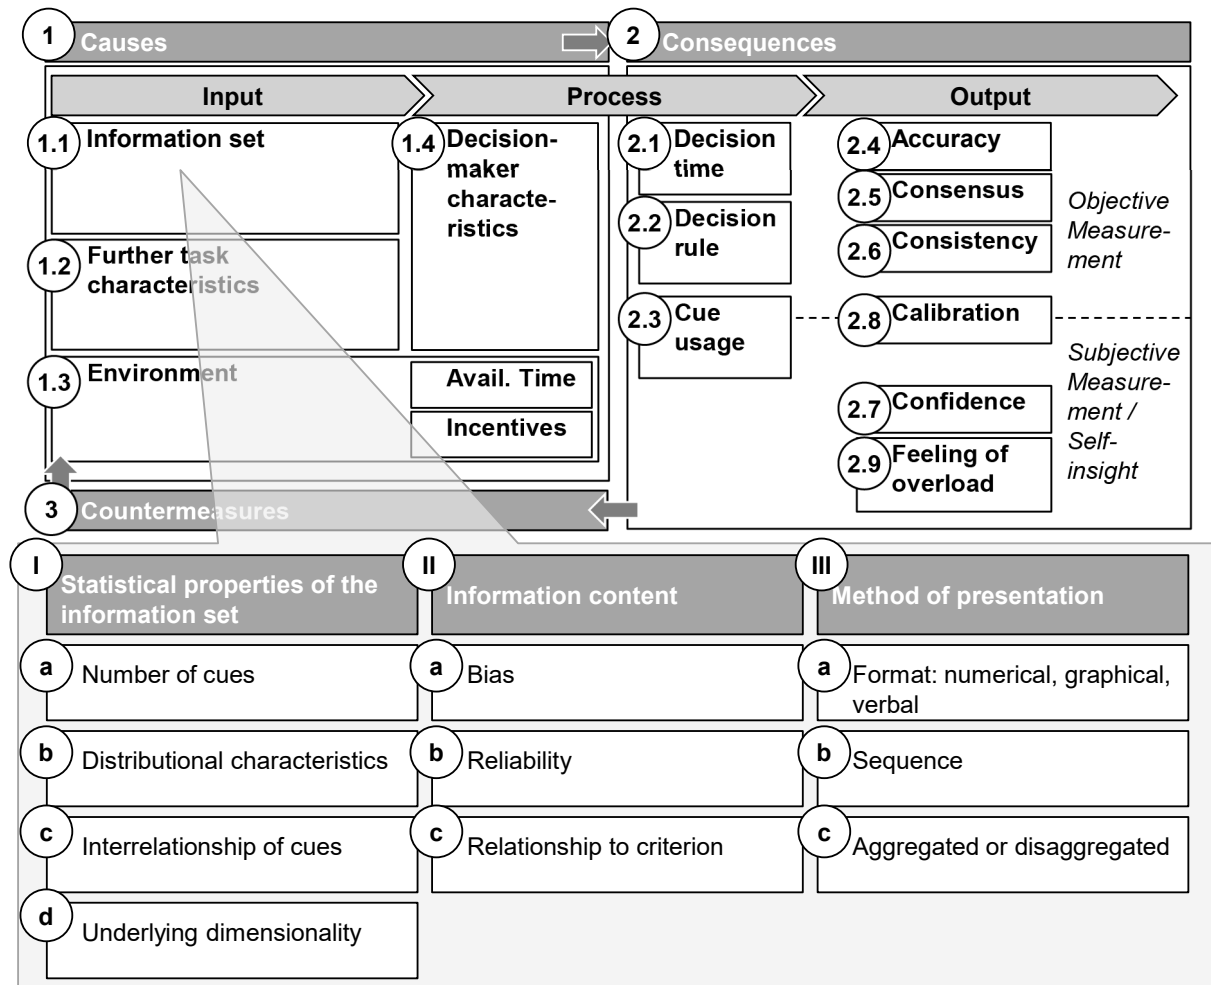 1
Causes
2
Consequences
Input
Process
Output
1.1
Information set
1.2
Further task
characteristics
1.3
Environment
1.4
Decision-
maker
characte-
ristics
Avail. Time
Incentives
2.1
Decision
time
2.2
Decision
rule
2.3
Cue
usage
2.4
Accuracy
2.5
Consensus
2.6
Consistency
2.8
Calibration
2.7
Confidence
2.9
Feeling of
overload
Objective
Measure-
ment
Subjective
Measure-
ment /
Self-
insight
3
Countermeasures
I
Statistical properties of the
information set
a
Number of cues
b
Distributional characteristics
c
Interrelationship of cues
d
Underlying dimensionality
II
Information content
a
Bias
b
Reliability
c
Relationship to criterion
III
Method of presentation
a
Format: numerical, graphical,
verbal
b
Sequence
c
Aggregated or disaggregated